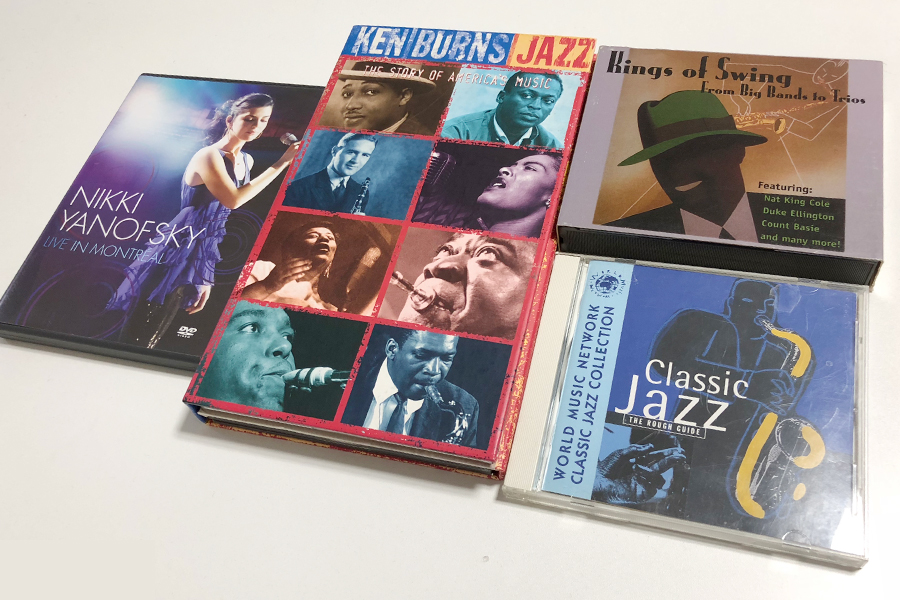 NIKKI
YANOFSKY
LIVE IN MONTREAL
DVD
KEN BURNS JAZZ
THE STORY OF AMERICA'S MUSIC
Kings of Swing
From Big Bands to Trios
Featuring:
Nat King Cole
Duke Ellington
Count Basie
and many more!
WORLD MUSIC NETWORK
CLASSIC JAZZ COLLECTION
Classic
Jazz
THE ROUGH GUIDE